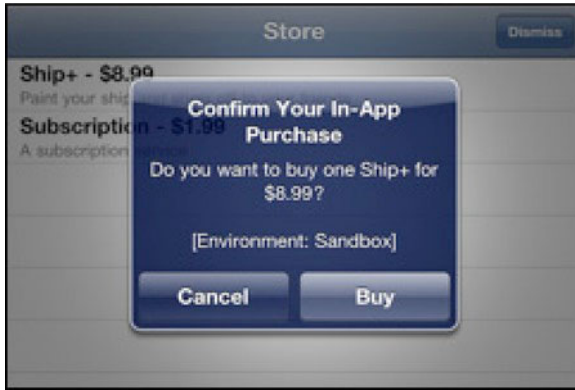 Store
Dismiss
Ship+ - $8.99
Paint your ship
Subscription - $1.99
A subscription service
Confirm Your In-App
Purchase
Do you want to buy one Ship+ for
$8.99?
[Environment: Sandbox]
Cancel
Buy